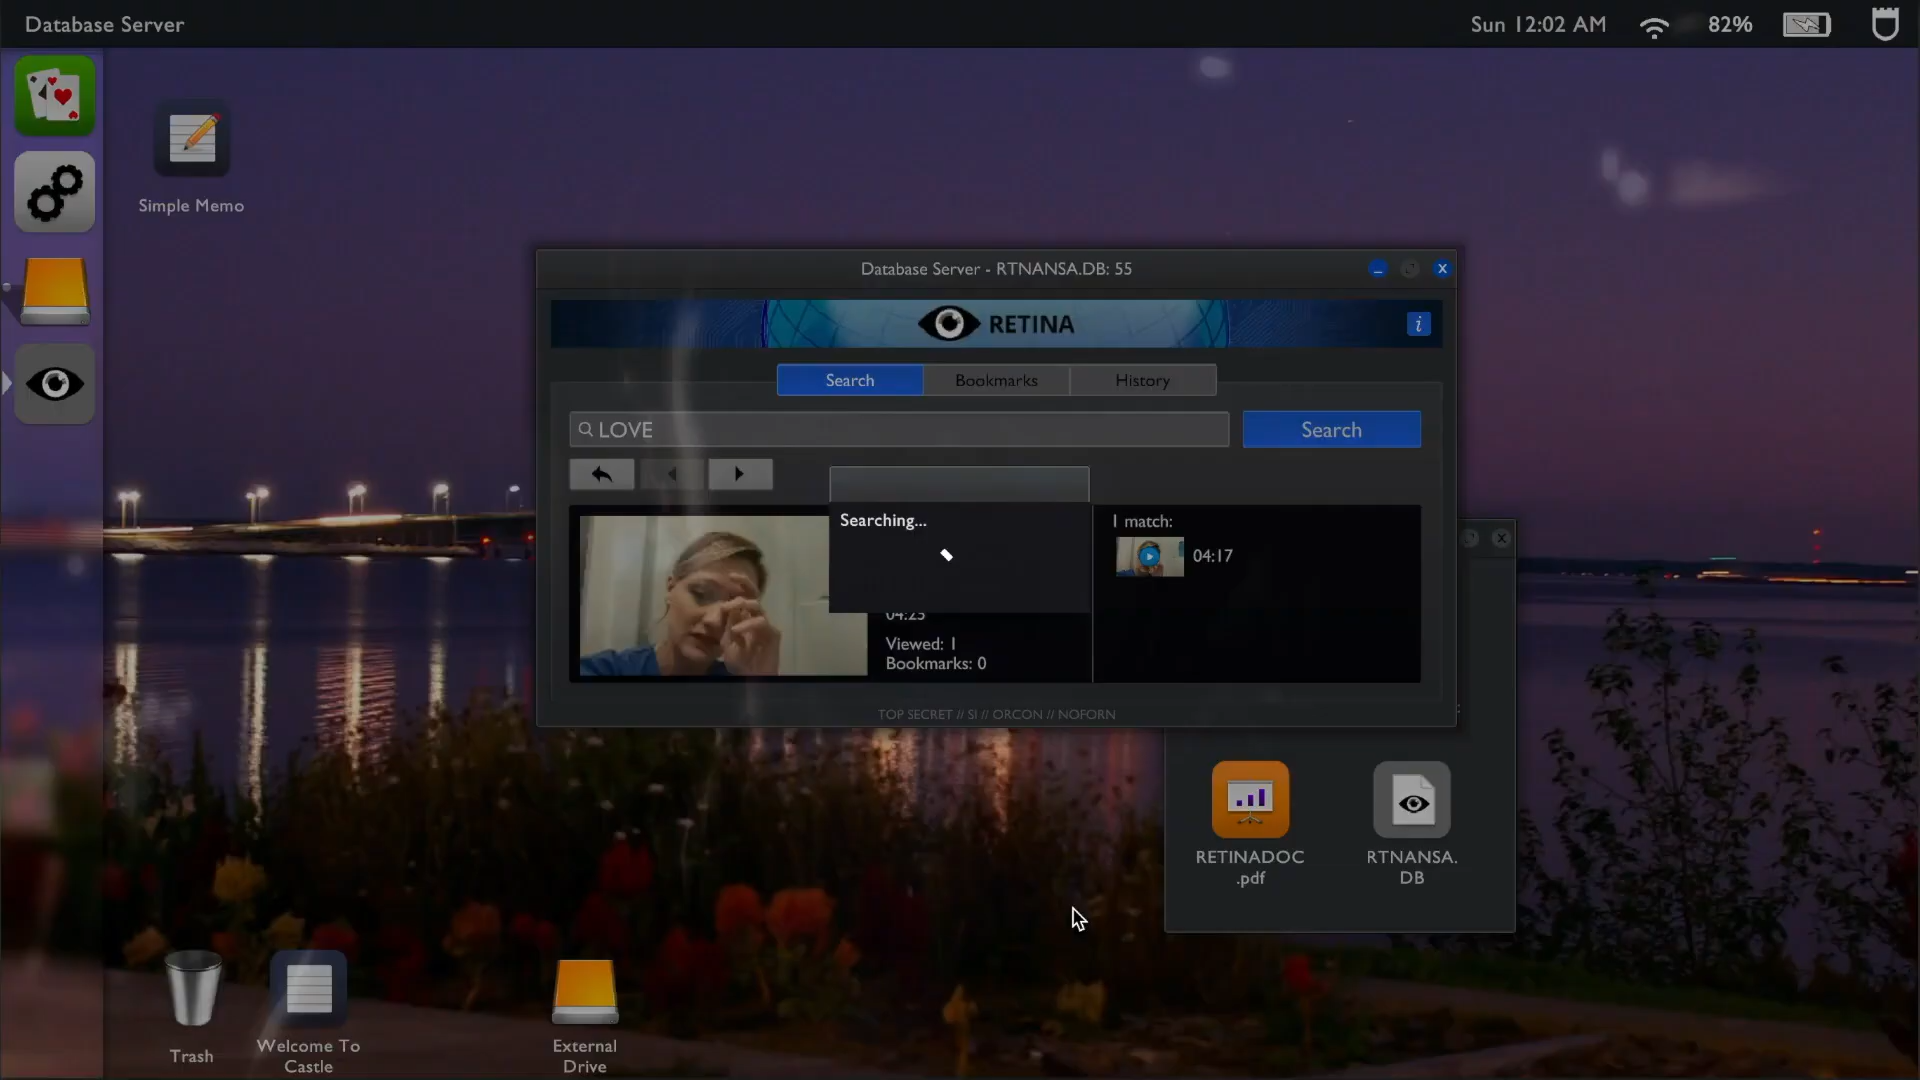 Database Server
Sun 12:02 AM
82%
Simple Memo
Database Server - RTNANSA.DB: 55
RETINA
i
Search
Bookmarks
History
LOVE
Search
Searching...
1 match:
04:17
04:25
Viewed: 1
Bookmarks: 0
TOP SECRET // SI // ORCON // NOFORN
RETINADOC
.pdf
RTNANSA.
DB
Trash
Welcome To
Castle
External
Drive